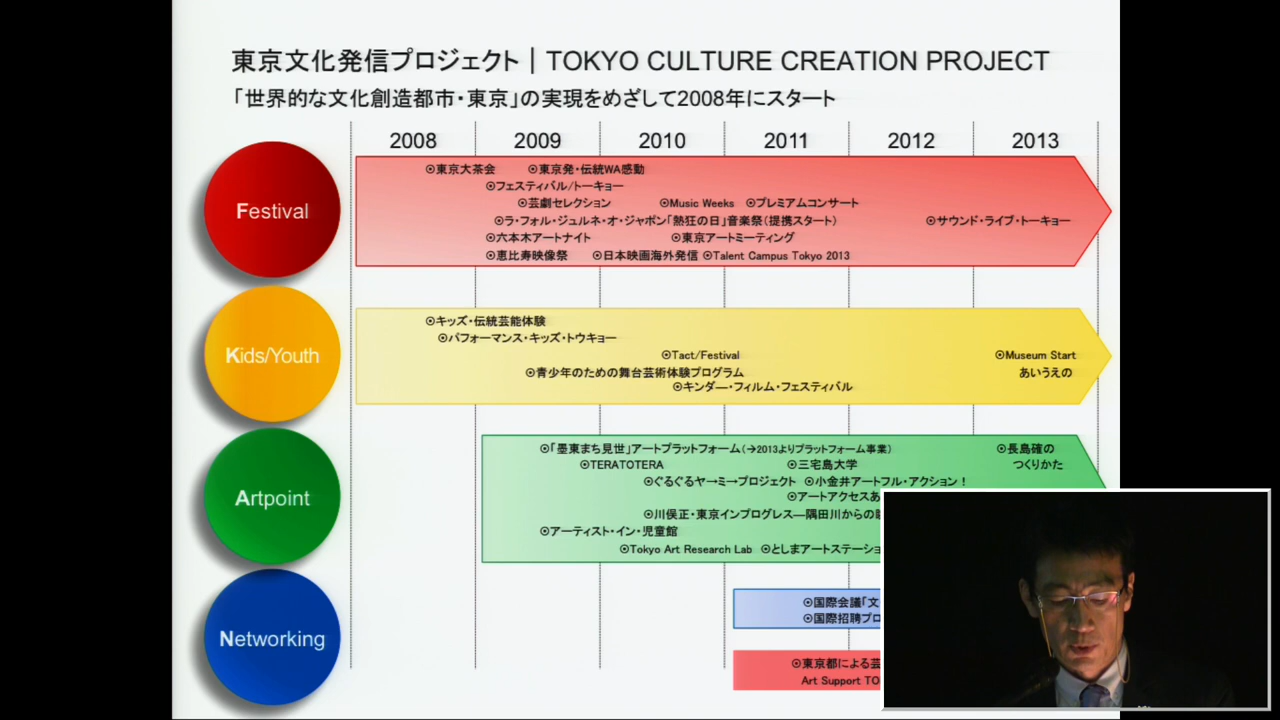 東京文化発信プロジェクト | TOKYO CULTURE CREATION PROJECT
「世界的な文化創造都市・東京」の実現をめざして2008年にスタート
2008 2009 2010 2011 2012 2013
Festival
⊙東京大茶会 ⊙東京発・伝統WA感動
⊙フェスティバル/トーキョー
⊙芸劇セレクション ⊙Music Weeks ⊙プレミアムコンサート
⊙ラ・フォル・ジュルネ・オ・ジャポン「熱狂の日」音楽祭(提携スタート) ⊙サウンド・ライブ・トーキョー
⊙六本木アートナイト ⊙東京アートミーティング
⊙恵比寿映像祭 ⊙日本映画海外発信 ⊙Talent Campus Tokyo 2013
Kids/Youth
⊙キッズ・伝統芸能体験
⊙パフォーマンス・キッズ・トウキョー
⊙Tact/Festival ⊙Museum Start
⊙青少年のための舞台芸術体験プログラム あいうえの
⊙キンダー・フィルム・フェスティバル
Artpoint
⊙「墨東まち見世」アートプラットフォーム(→2013よりプラットフォーム事業) ⊙長島確の
⊙TERATOTERA ⊙三宅島大学 つくりかた
⊙ぐるぐるヤ→ミ→プロジェクト ⊙小金井アートフル・アクション！
⊙アートアクセスあ
⊙川俣正・東京インプログレス―隅田川からの
⊙アーティスト・イン・児童館
⊙Tokyo Art Research Lab ⊙としまアートステーショ
Networking
⊙国際会議「文
⊙国際招聘プロ
⊙東京都による芸
Art Support TO